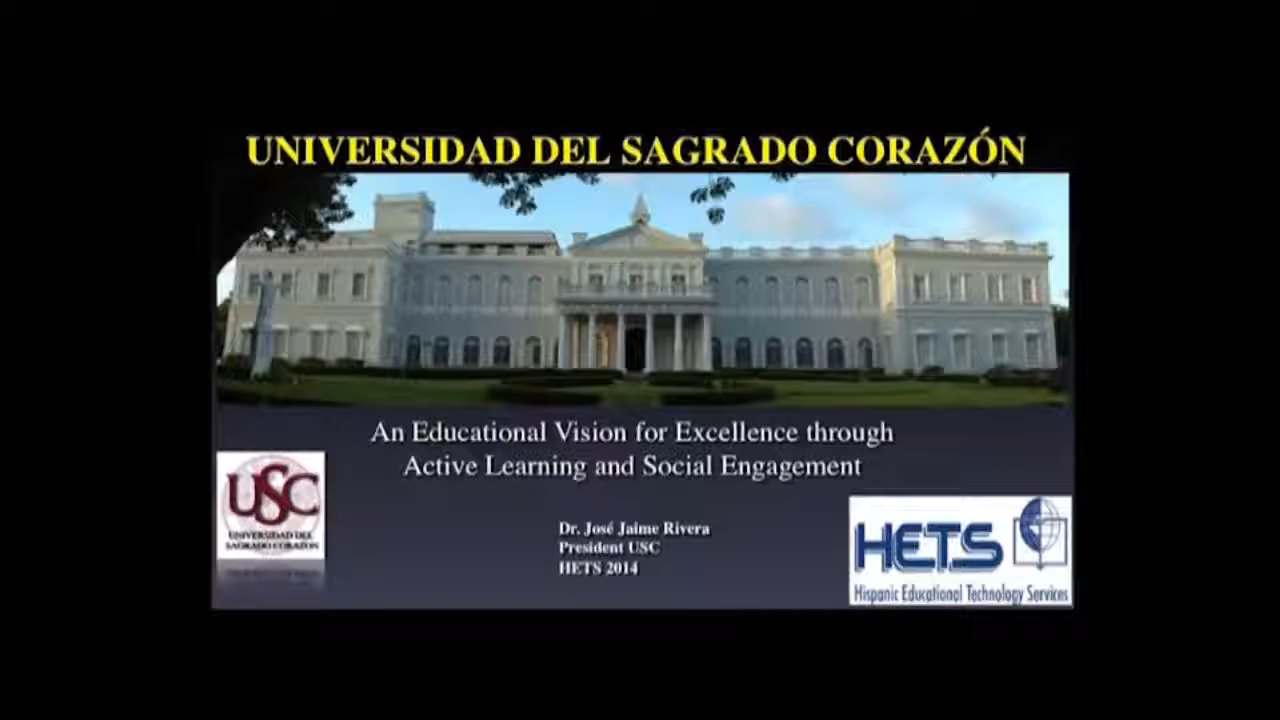 UNIVERSIDAD DEL SAGRADO CORAZÓN
An Educational Vision for Excellence through
Active Learning and Social Engagement
USC
UNIVERSIDAD DEL
SAGRADO CORAZON
Dr. José Jaime Rivera
President USC
HETS 2014
HETS
Hispanic Educational Technology Services